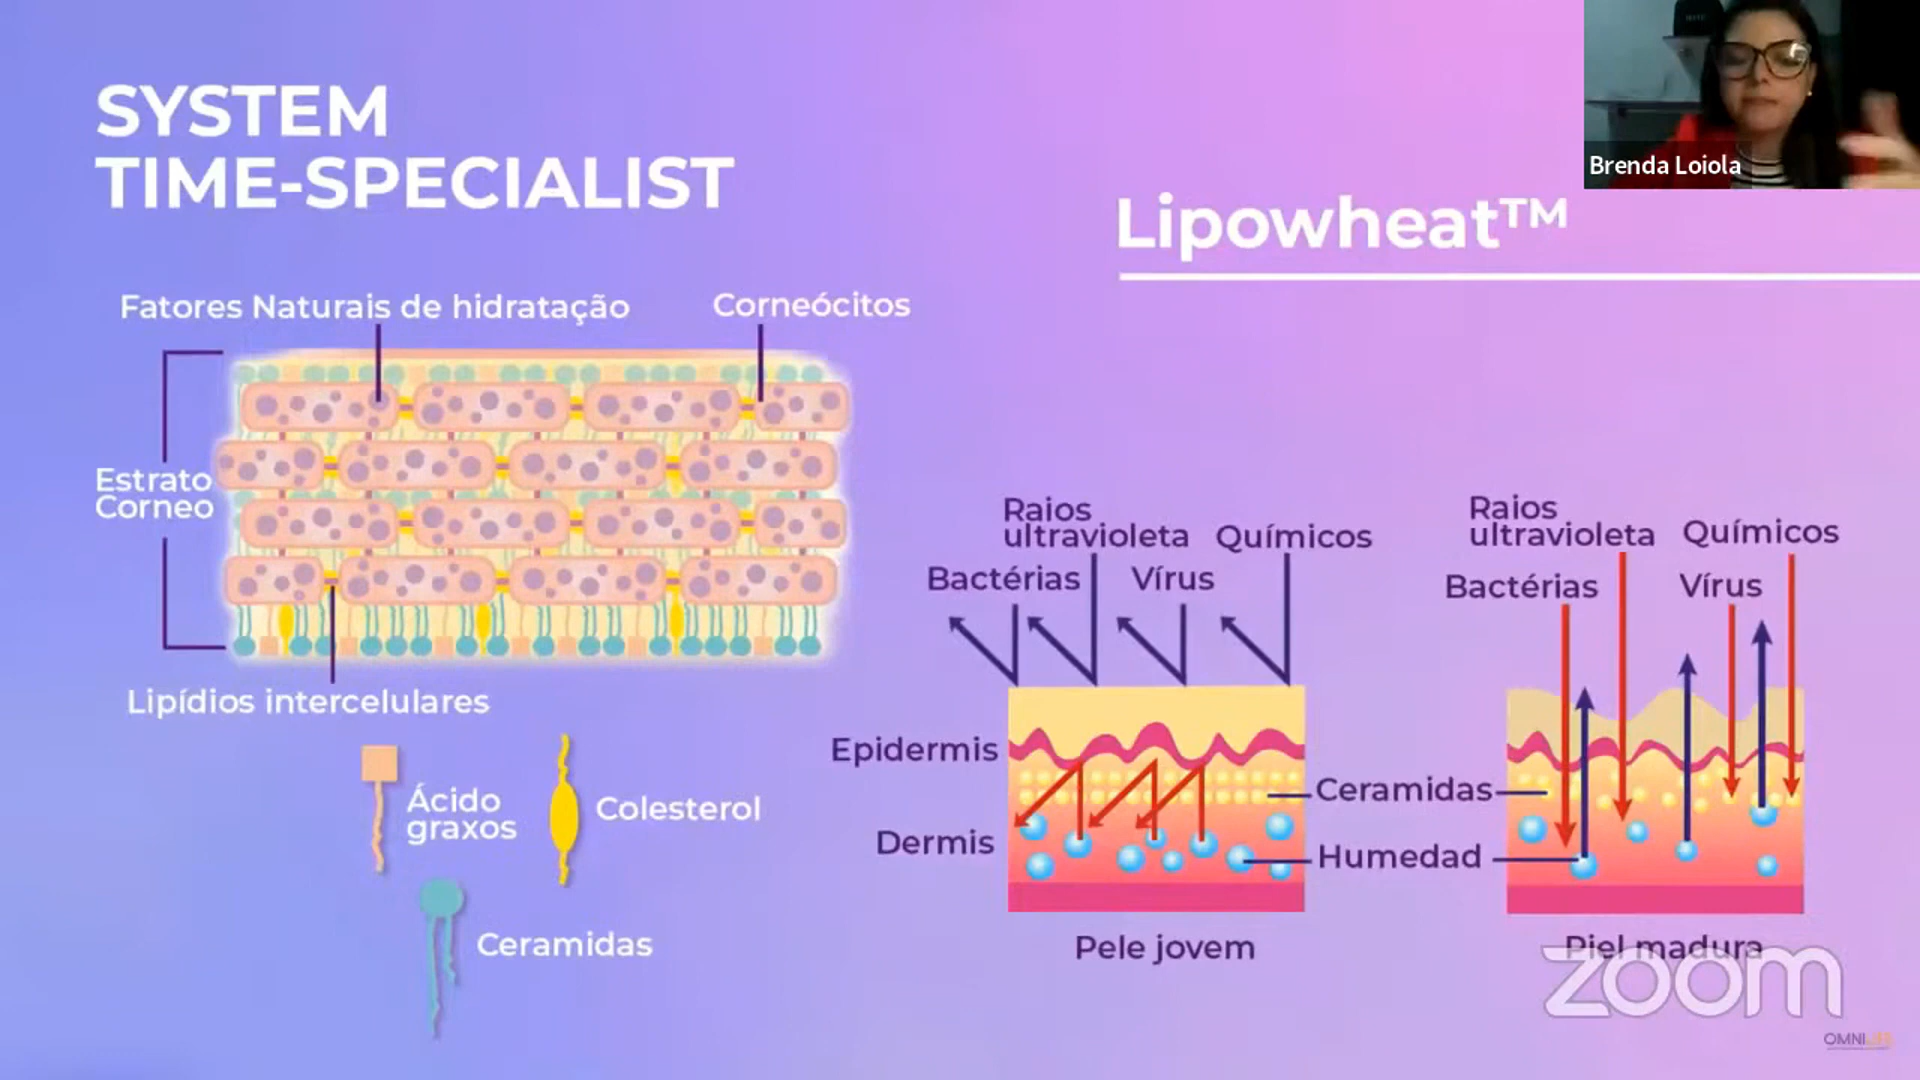 SYSTEM
TIME-SPECIALIST
Brenda Loiola
Lipowheat™
Fatores Naturais de hidratação
Corneócitos
Estrato
Corneo
Lipídios intercelulares
Ácido
graxos
Colesterol
Ceramidas
Raios
ultravioleta
Químicos
Bactérias
Vírus
Raios
ultravioleta
Químicos
Bactérias
Vírus
Epidermis
Ceramidas
Dermis
Humedad
Pele jovem
Piel madura
zoom